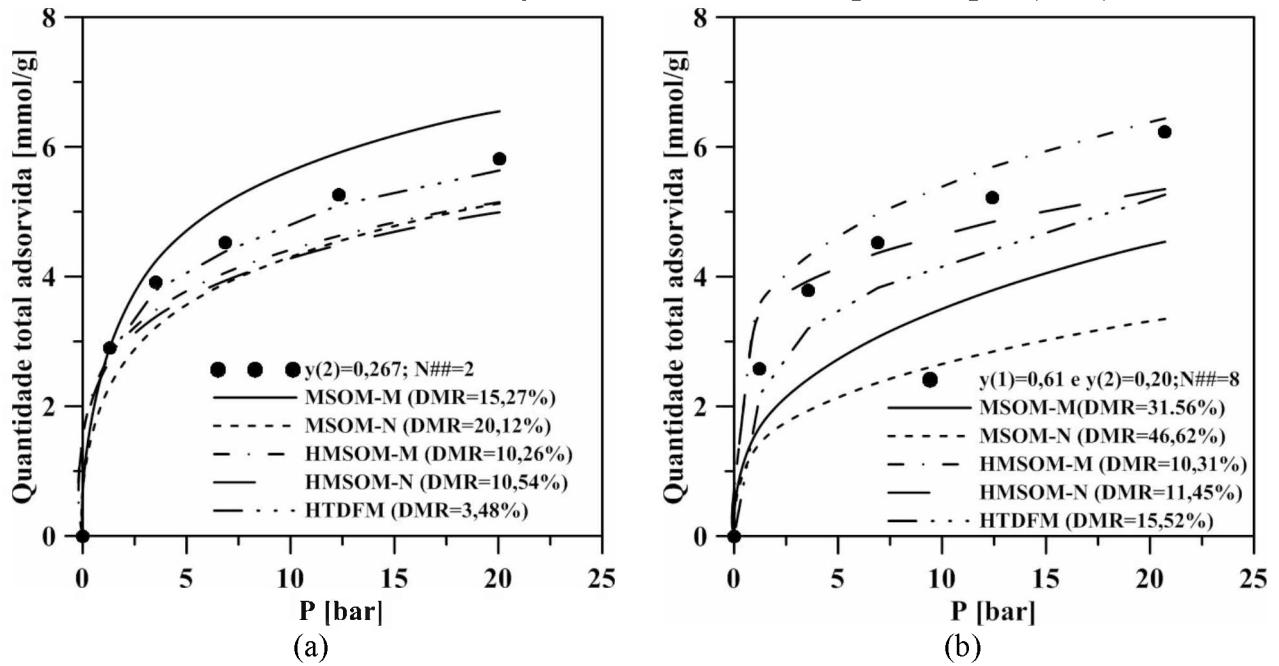 Quantidade total adsorvida [mmol/g]
8
6
4
2
0
0 5 10 15 20 25
P [bar]
y(2)=0,267; N##=2
MSOM-M (DMR=15,27%)
MSOM-N (DMR=20,12%)
HMSOM-M (DMR=10,26%)
HMSOM-N (DMR=10,54%)
HTDFM (DMR=3,48%)
(a)
Quantidade total adsorvida [mmol/g]
8
6
4
2
0
0 5 10 15 20 25
P [bar]
y(1)=0,61 e y(2)=0,20;N##=8
MSOM-M(DMR=31.56%)
MSOM-N (DMR=46,62%)
HMSOM-M (DMR=10,31%)
HMSOM-N (DMR=11,45%)
HTDFM (DMR=15,52%)
(b)